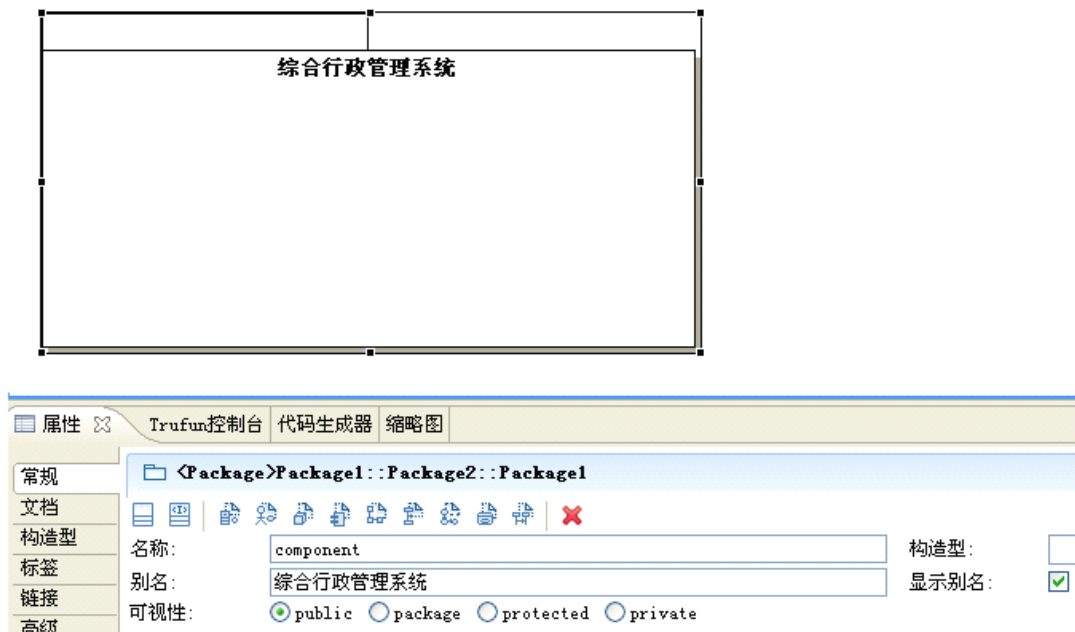 综合行政管理系统
属性 Trufun控制台 代码生成器 缩略图
常规 <Package>Package1::Package2::Package1
文档
构造型
名称: component 构造型:
标签
别名: 综合行政管理系统 显示别名:
链接
可视性: public package protected private
高级